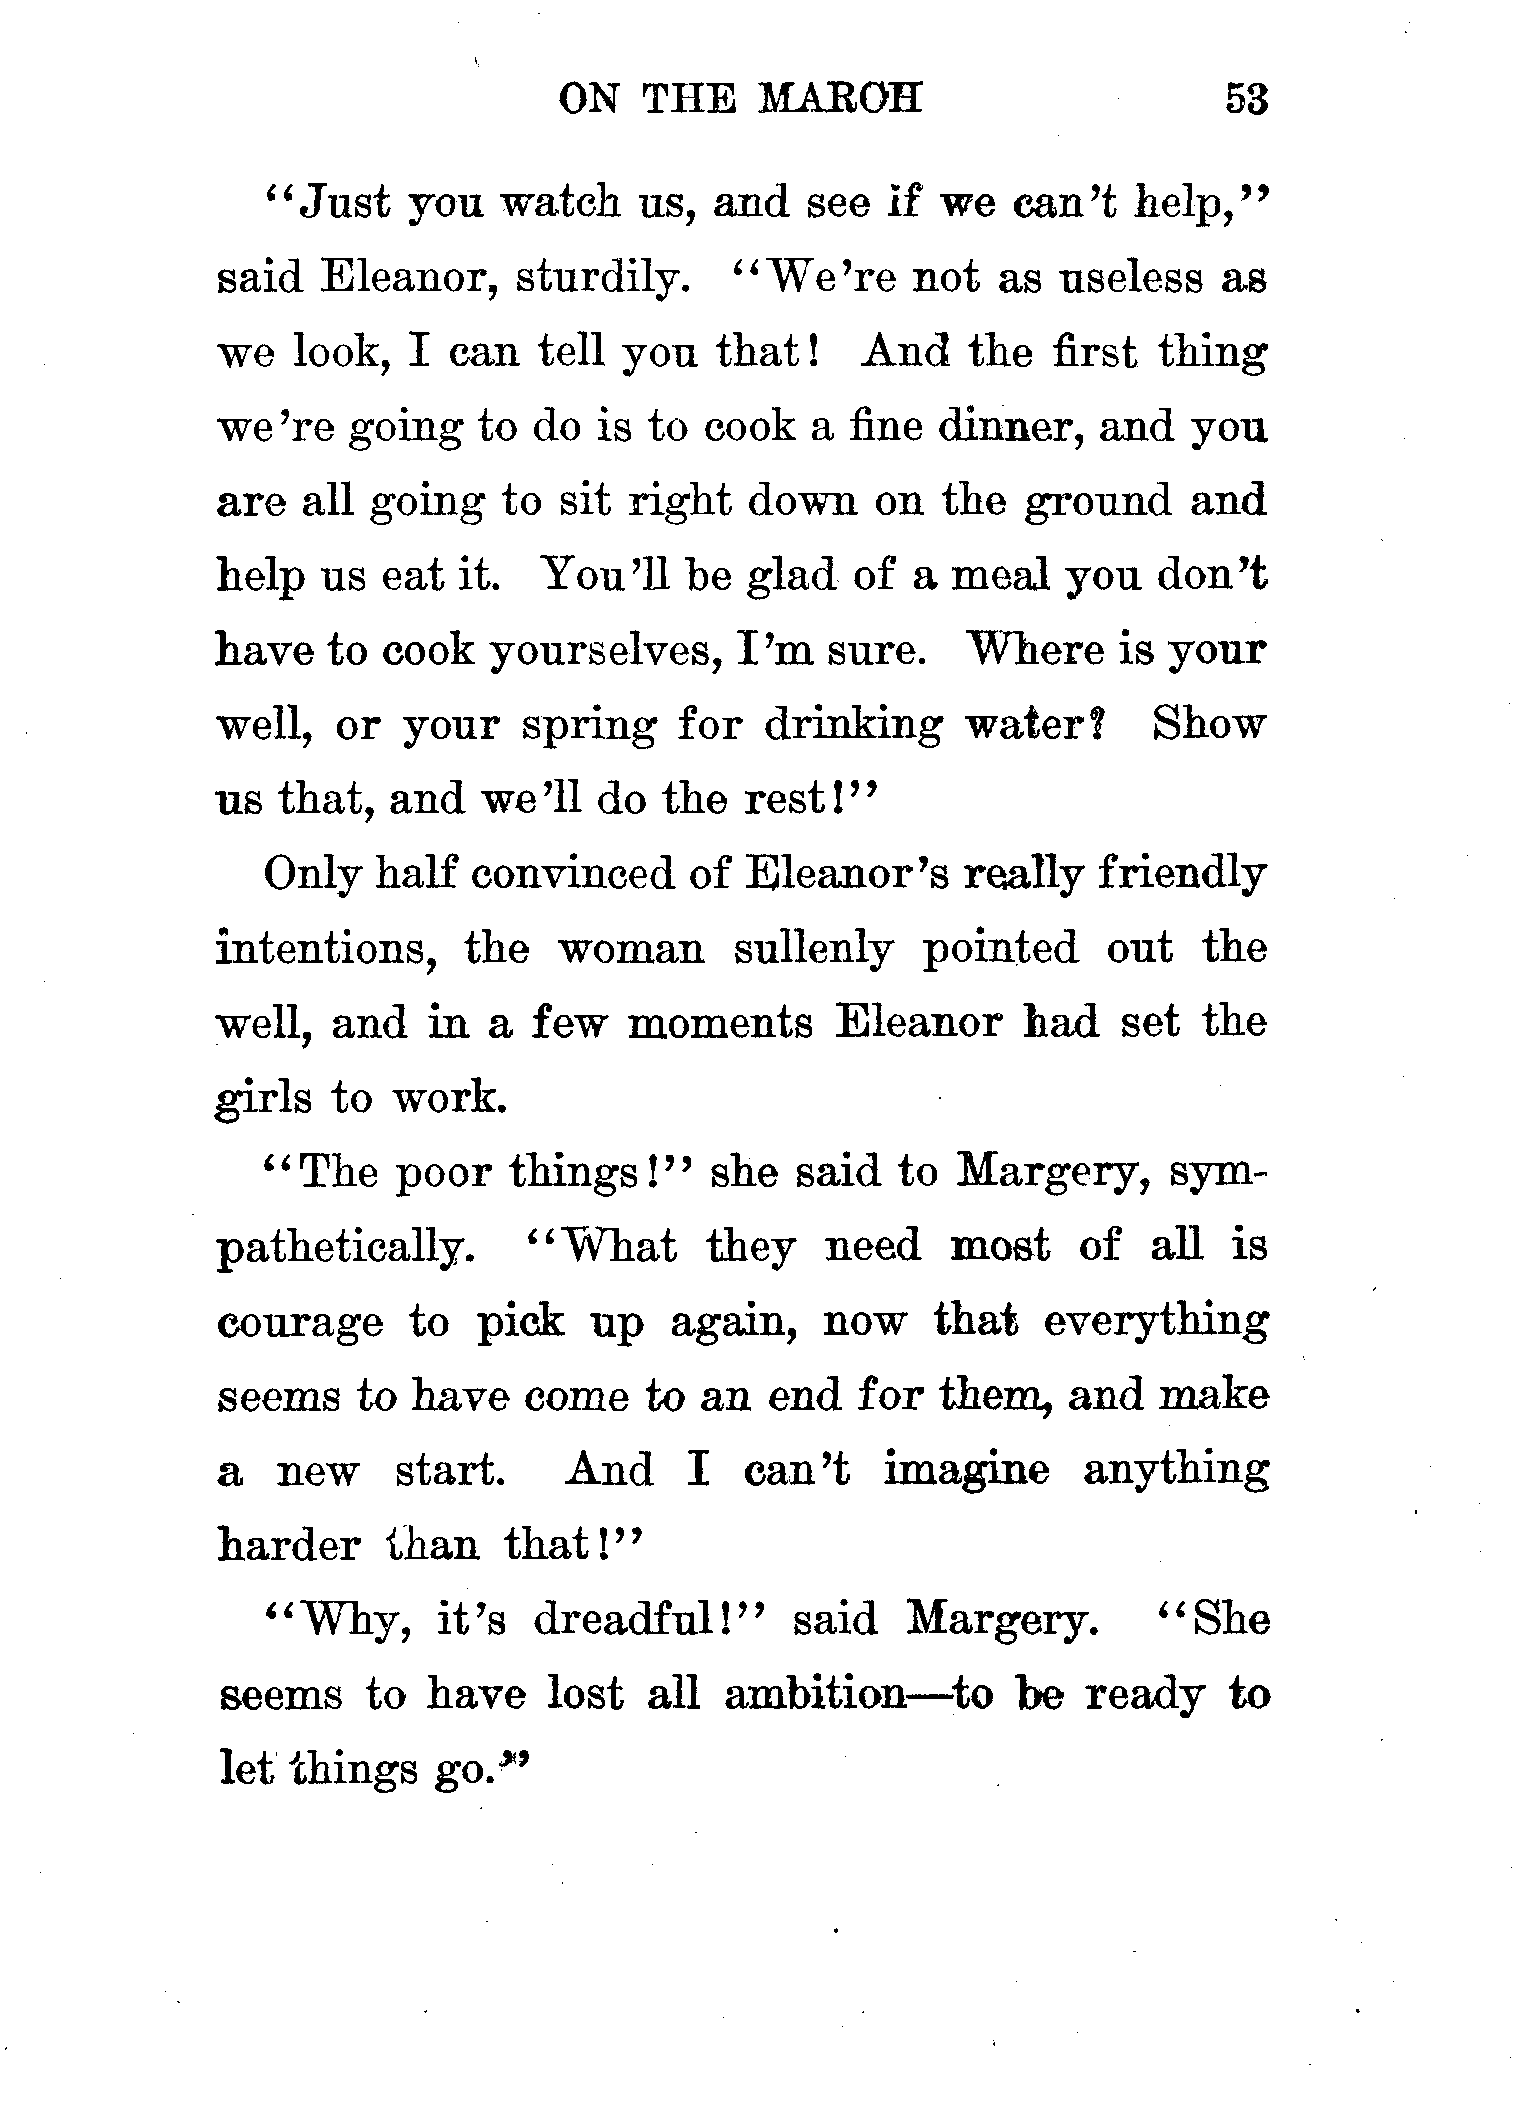 ON THE MARCH 53
"Just you watch us, and see if we can't help,"
said Eleanor, sturdily. "We're not as useless as
we look, I can tell you that! And the first thing
we're going to do is to cook a fine dinner, and you
are all going to sit right down on the ground and
help us eat it. You'll be glad of a meal you don't
have to cook yourselves, I'm sure. Where is your
well, or your spring for drinking water? Show
us that, and we'll do the rest!"
Only half convinced of Eleanor's really friendly
intentions, the woman sullenly pointed out the
well, and in a few moments Eleanor had set the
girls to work.
"The poor things!" she said to Margery, sym-
pathetically. "What they need most of all is
courage to pick up again, now that everything
seems to have come to an end for them, and make
a new start. And I can't imagine anything
harder than that!"
"Why, it's dreadful!" said Margery. "She
seems to have lost all ambition—to be ready to
let things go."